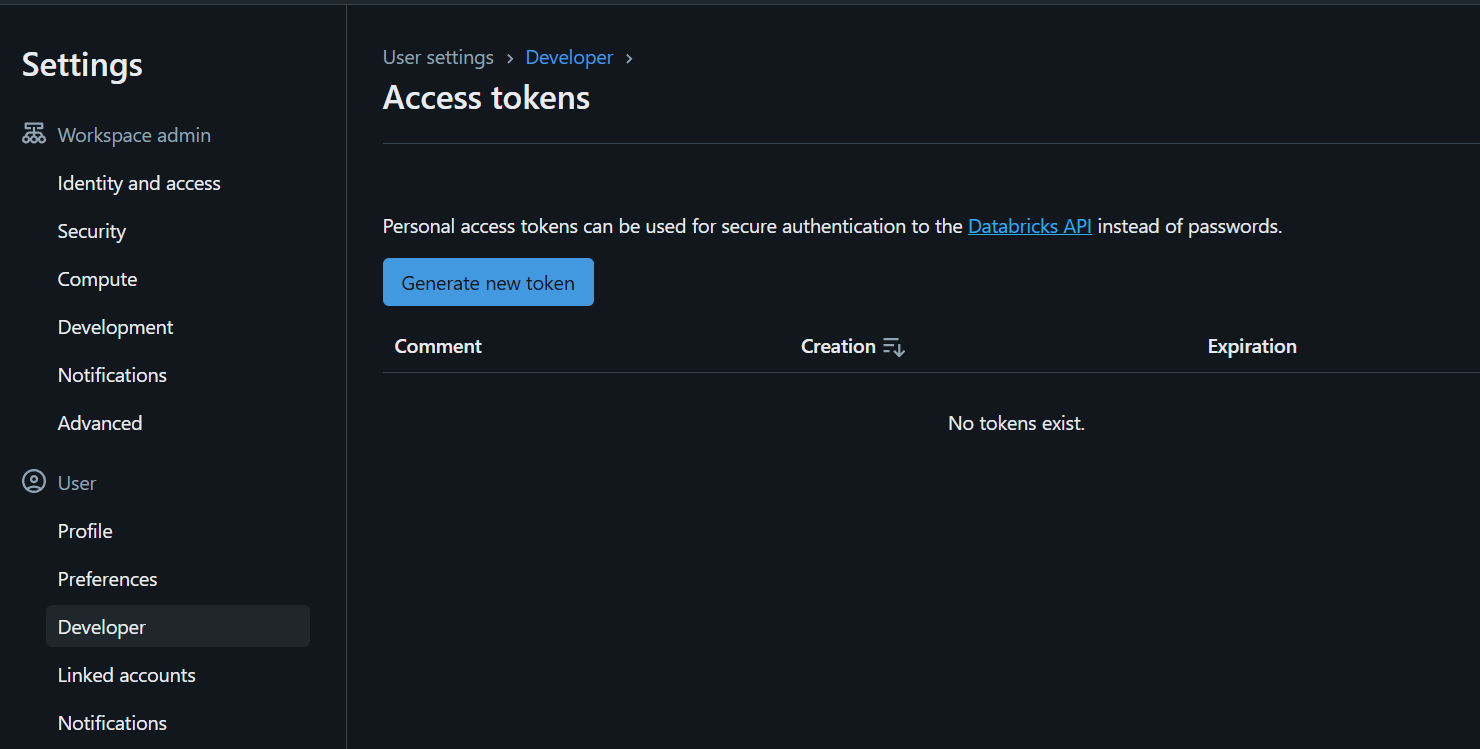 Settings
Workspace admin
Identity and access
Security
Compute
Development
Notifications
Advanced
User
Profile
Preferences
Developer
Linked accounts
Notifications
User settings > Developer >
Access tokens
Personal access tokens can be used for secure authentication to the Databricks API instead of passwords.
Generate new token
Comment Creation Expiration
No tokens exist.